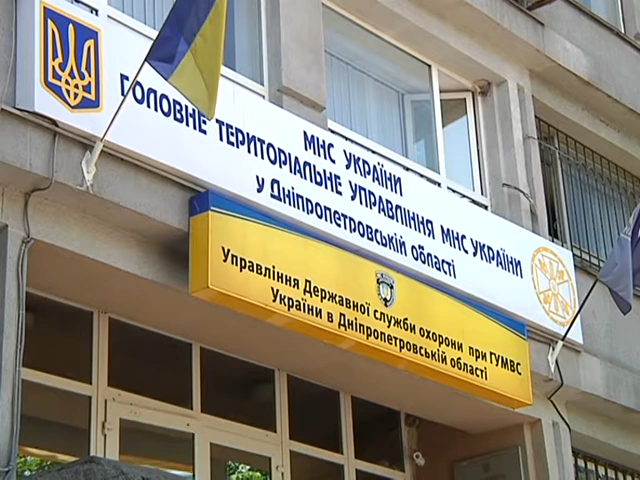 МНС УКРАЇНИ
ГОЛОВНЕ ТЕРИТОРІАЛЬНЕ УПРАВЛІННЯ МНС УКРАЇНИ
у Дніпропетровській області
Управління Державної служби охорони при ГУМВС
України в Дніпропетровській області